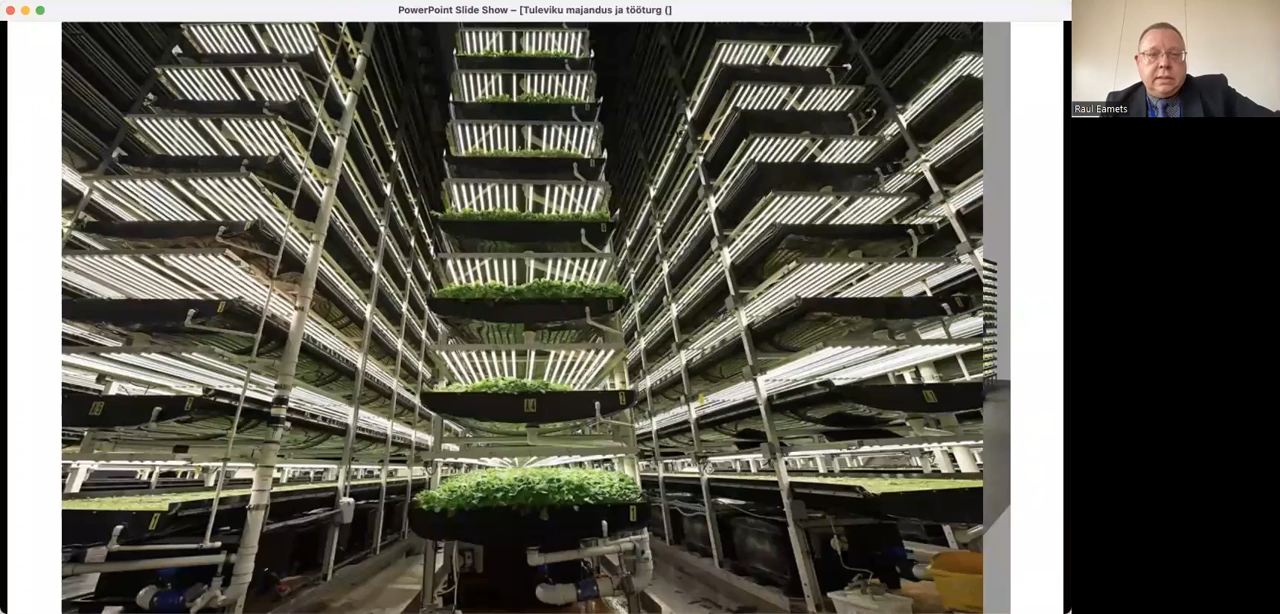 PowerPoint Slide Show – [Tuleviku majandus ja tööturg (]
Raul Eamets